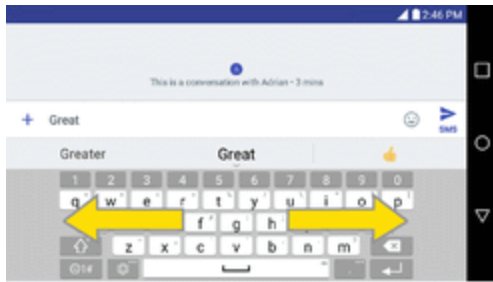 2:46 PM
This is a conversation with Adrian • 3 mins
+ Great
SMS
Greater Great
1 2 3 4 5 6 7 8 9 0
q w e r t y u i o p
f g h
z x c v b n m